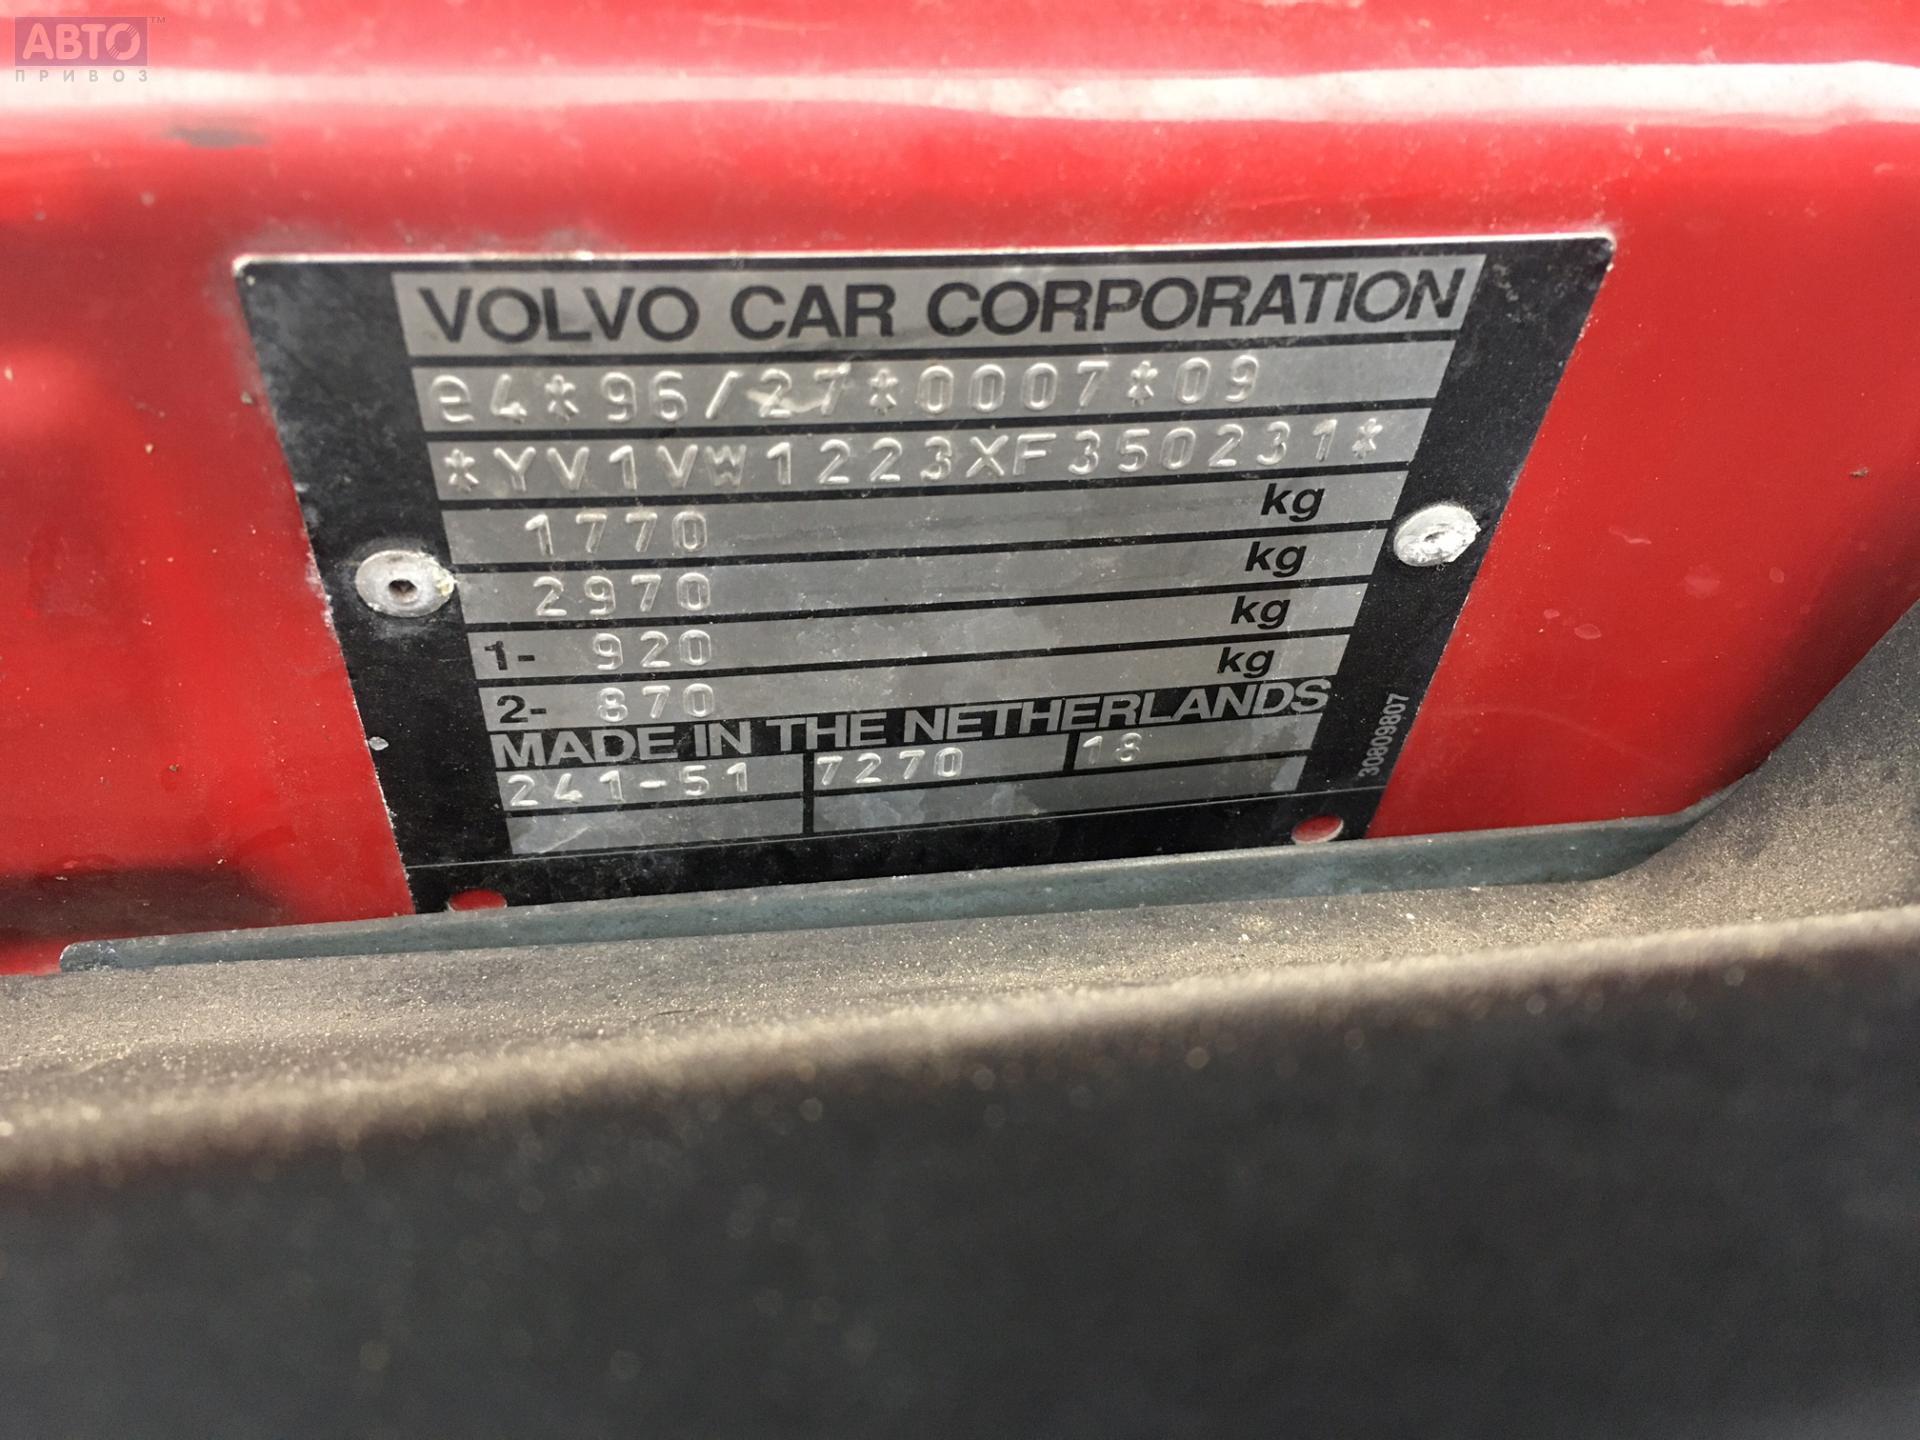 АВТО™
ПРИВОЗ
VOLVO CAR CORPORATION
e4*96/27*0007*09
*YV1VW1223XF350231*
1770 kg
2970 kg
1- 920 kg
2- 870 kg
MADE IN THE NETHERLANDS
241-51 7270 18
30809807